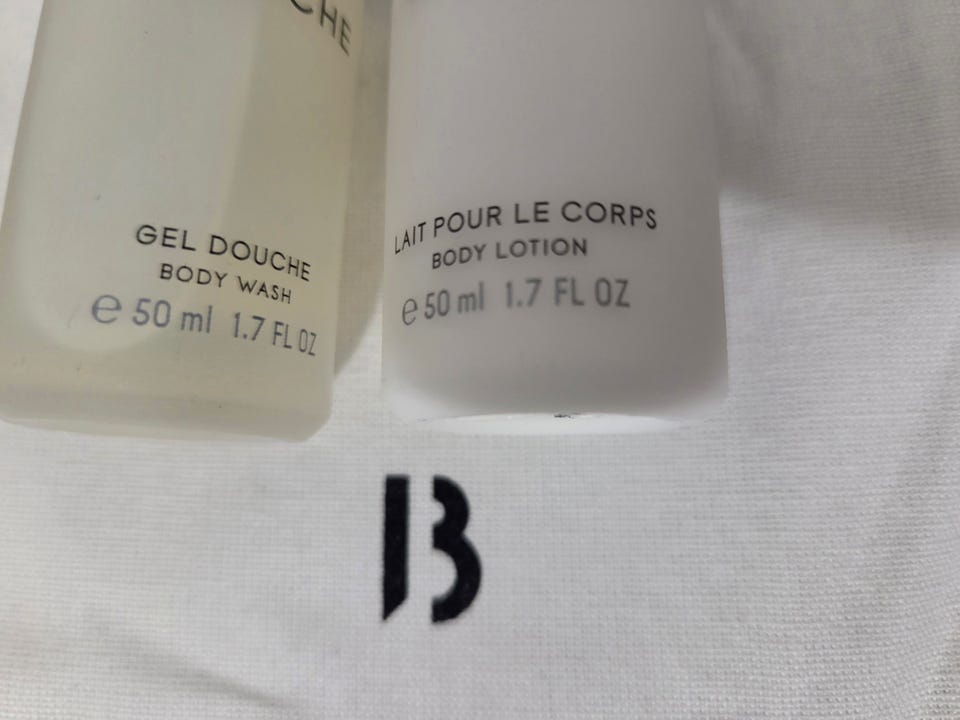 CHE
GEL DOUCHE
BODY WASH
e 50 ml 1.7 FL OZ
LAIT POUR LE CORPS
BODY LOTION
e 50 ml 1.7 FL OZ
B